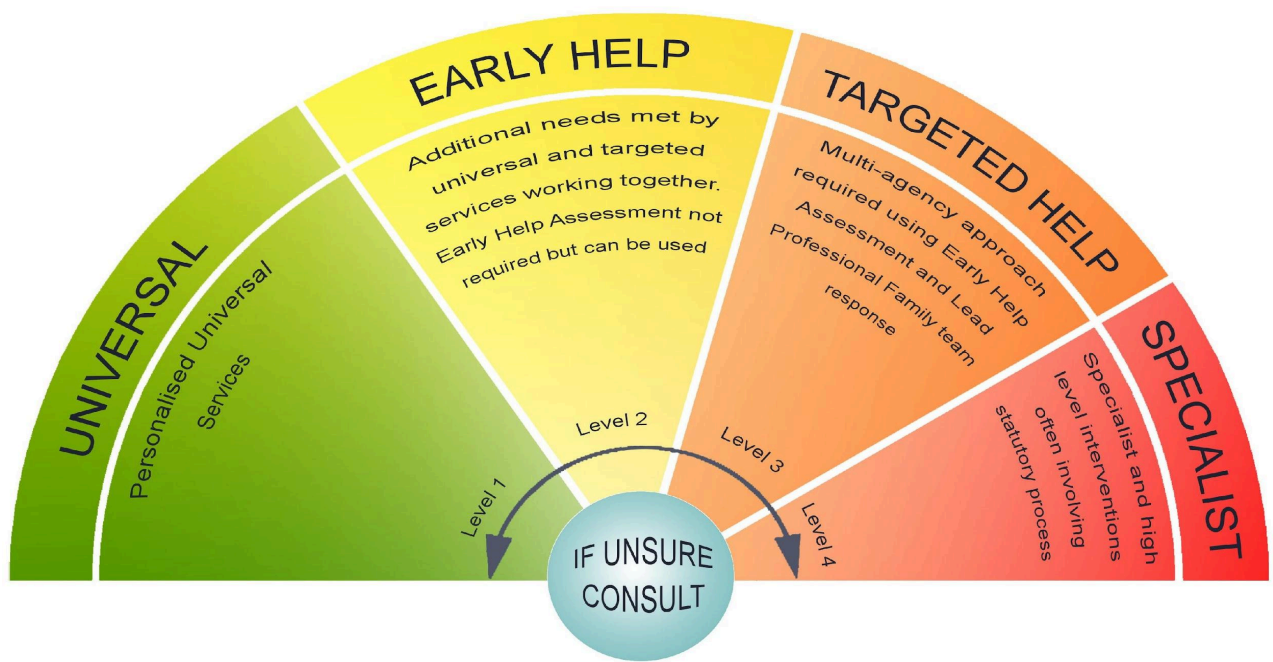 UNIVERSAL
Personalised Universal
Services
Level 1
EARLY HELP
Additional needs met by
universal and targeted
services working together.
Early Help Assessment not
required but can be used
Level 2
TARGETED HELP
Multi-agency approach
required using Early Help
Assessment and Lead
Professional Family team
response
Level 3
SPECIALIST
Specialist and high
level interventions
often involving
statutory process
Level 4
IF UNSURE
CONSULT